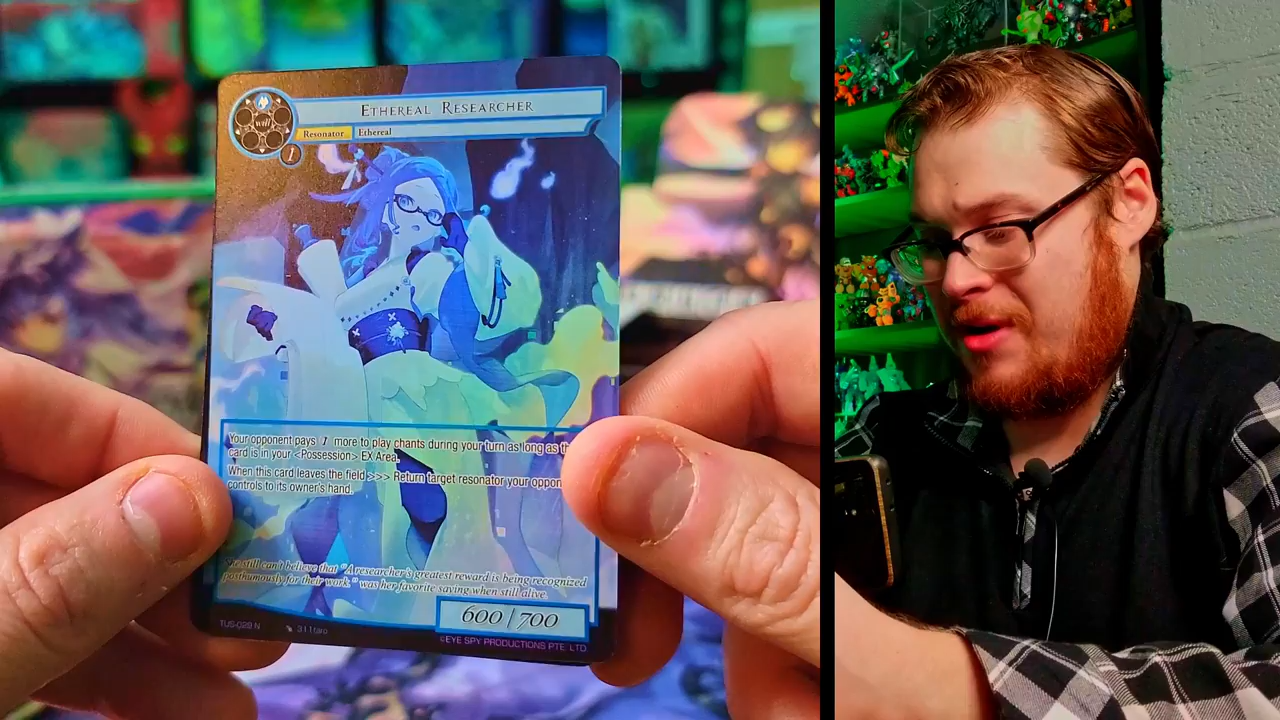 ETHEREAL RESEARCHER
will
Resonator Ethereal
1
Your opponent pays 1 more to play chants during your turn as long as
card is in your <Possession> EX Area.
When this card leaves the field >>> Return target resonator your
controls to its owner's hand.
still can't believe that "A researcher's greatest reward is being recognized
posthumously for their work," was her favorite saying when still alive.
600 / 700
TUS-029 N 311taro
©EYE SPY PRODUCTIONS PTE. LTD